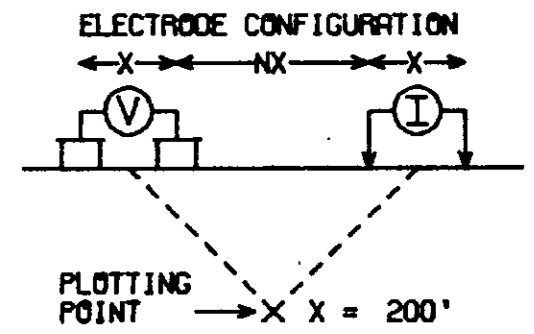 ELECTRODE CONFIGURATION
X NX X
V I
PLOTTING
POINT X X = 200'